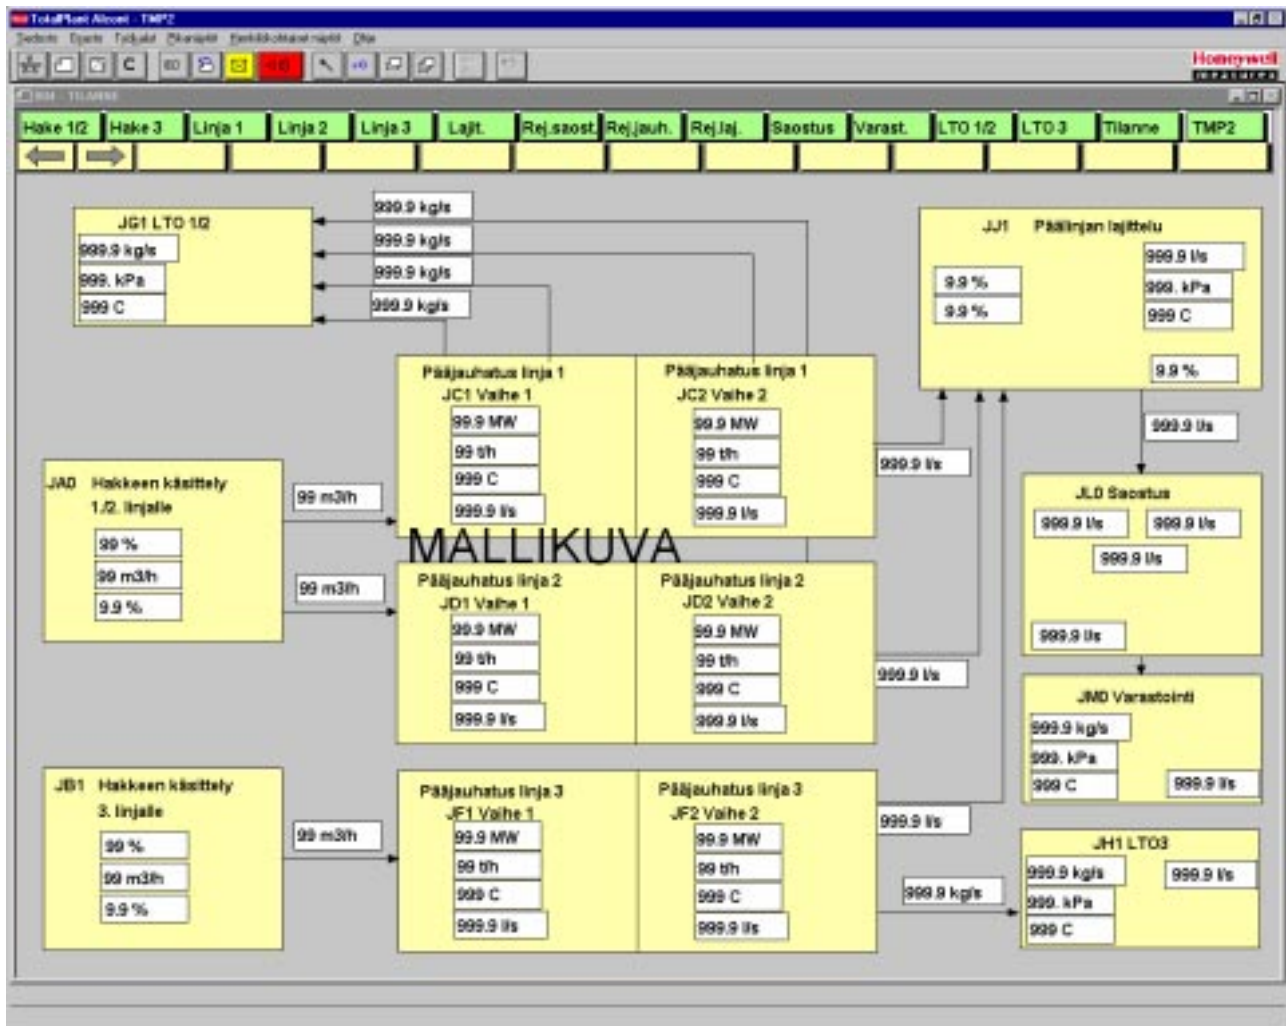 TotalPlant Alcont - TMP2
Honeywell
TILANNE
Hake 1/2 Hake 3 Linja 1 Linja 2 Linja 3 Lajit. Rej.saost. Rej.jauh. Rej.laj. Saostus Varast. LTO 1/2 LTO 3 Tilanne TMP2
JG1 LTO 1/2
999.9 kg/s
999. kPa
999 C
999.9 kg/s
999.9 kg/s
999.9 kg/s
999.9 kg/s
JJ1 Päälinjan lajittelu
999.9 l/s
9.9 %
999. kPa
9.9 %
999 C
9.9 %
999.9 l/s
Pääjauhatus linja 1
JC1 Vaihe 1
99.9 MW
99 t/h
999 C
999.9 l/s
Pääjauhatus linja 1
JC2 Vaihe 2
99.9 MW
99 t/h
999 C
999.9 l/s
999.9 l/s
JA0 Hakkeen käsittely
1./2. linjalle
99 %
99 m3/h
9.9 %
99 m3/h
99 m3/h
MALLIKUVA
Pääjauhatus linja 2
JD1 Vaihe 1
99.9 MW
99 t/h
999 C
999.9 l/s
Pääjauhatus linja 2
JD2 Vaihe 2
99.9 MW
99 t/h
999 C
999.9 l/s
999.9 l/s
JL0 Saostus
999.9 l/s 999.9 l/s
999.9 l/s
999.9 l/s
JM0 Varastointi
999.9 kg/s
999. kPa
999 C
999.9 l/s
JB1 Hakkeen käsittely
3. linjalle
99 %
99 m3/h
9.9 %
99 m3/h
Pääjauhatus linja 3
JF1 Vaihe 1
99.9 MW
99 t/h
999 C
999.9 l/s
Pääjauhatus linja 3
JF2 Vaihe 2
99.9 MW
99 t/h
999 C
999.9 l/s
999.9 l/s
999.9 kg/s
JH1 LTO3
999.9 kg/s
999.9 l/s
999. kPa
999 C